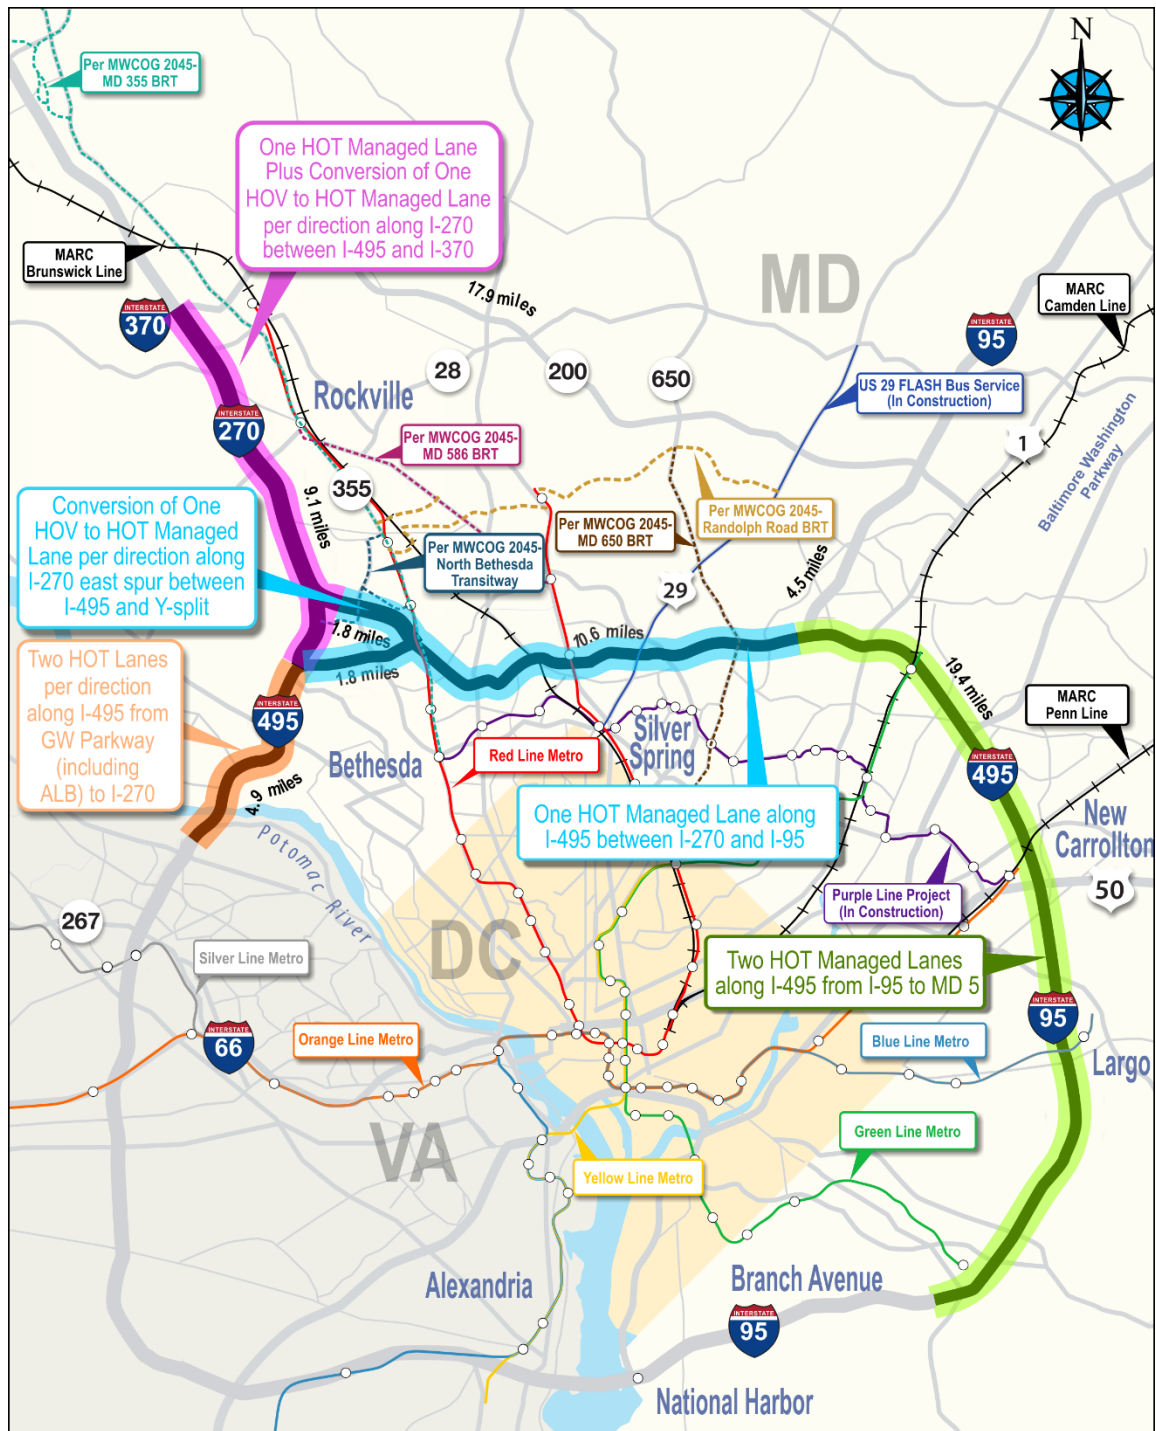 N
Per MWCOG 2045-
MD 355 BRT
One HOT Managed Lane
Plus Conversion of One
HOV to HOT Managed Lane
per direction along I-270
between I-495 and I-370
MARC
Brunswick Line
MD
17.9 miles
MARC
Camden Line
INTERSTATE
370
INTERSTATE
95
28
200
650
US 29 FLASH Bus Service
(In Construction)
Rockville
INTERSTATE
270
Per MWCOG 2045-
MD 586 BRT
1
Baltimore Washington
Parkway
355
9.1 miles
Conversion of One
HOV to HOT Managed
Lane per direction along
I-270 east spur between
I-495 and Y-split
Per MWCOG 2045-
Randolph Road BRT
Per MWCOG 2045-
MD 650 BRT
Per MWCOG 2045-
North Bethesda
Transitway
4.5 miles
29
1.8 miles
10.6 miles
1.8 miles
Two HOT Lanes
per direction
along I-495 from
GW Parkway
(including
ALB) to I-270
19.4 miles
INTERSTATE
495
MARC
Penn Line
Silver
Spring
Bethesda
Red Line Metro
INTERSTATE
495
4.9 miles
One HOT Managed Lane along
I-495 between I-270 and I-95
New
Carrollton
Potomac River
50
Purple Line Project
(In Construction)
267
DC
Silver Line Metro
Two HOT Managed Lanes
along I-495 from I-95 to MD 5
INTERSTATE
95
INTERSTATE
66
Orange Line Metro
Blue Line Metro
Largo
VA
Green Line Metro
Yellow Line Metro
Alexandria
Branch Avenue
INTERSTATE
95
National Harbor